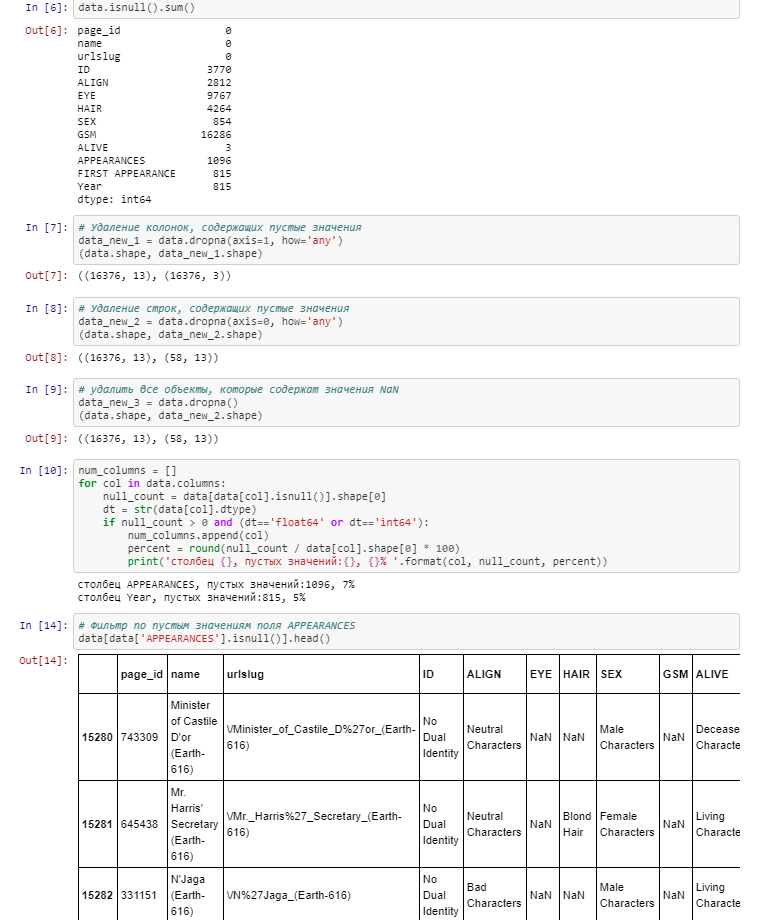 In [6]: data.isnull().sum()
Out[6]: page_id 0
name 0
urlslug 0
ID 3770
ALIGN 2812
EYE 9767
HAIR 4264
SEX 854
GSM 16286
ALIVE 3
APPEARANCES 1096
FIRST APPEARANCE 815
Year 815
dtype: int64
In [7]: # Удаление колонок, содержащих пустые значения
data_new_1 = data.dropna(axis=1, how='any')
(data.shape, data_new_1.shape)
Out[7]: ((16376, 13), (16376, 3))
In [8]: # Удаление строк, содержащих пустые значения
data_new_2 = data.dropna(axis=0, how='any')
(data.shape, data_new_2.shape)
Out[8]: ((16376, 13), (58, 13))
In [9]: # удалить все объекты, которые содержат значения NaN
data_new_3 = data.dropna()
(data.shape, data_new_2.shape)
Out[9]: ((16376, 13), (58, 13))
In [10]: num_columns = []
for col in data.columns:
null_count = data[data[col].isnull()].shape[0]
dt = str(data[col].dtype)
if null_count > 0 and (dt=='float64' or dt=='int64'):
num_columns.append(col)
percent = round(null_count / data[col].shape[0] * 100)
print('столбец {}, пустых значений:{}, {}% '.format(col, null_count, percent))
столбец APPEARANCES, пустых значений:1096, 7%
столбец Year, пустых значений:815, 5%
In [14]: # Фильтр по пустым значениям поля APPEARANCES
data[data['APPEARANCES'].isnull()].head()
Out[14]:
page_id name urlslug ID ALIGN EYE HAIR SEX GSM ALIVE
Minister
of Castile
D'or
(Earth-
616)
15280 743309 \/Minister_of_Castile_D%27or_(Earth-
616)
No
Dual
Identity
Neutral
Characters
NaN NaN
Male
Characters
NaN
Decease
Characte
Mr.
Harris'
Secretary
(Earth-
616)
15281 645438 \/Mr._Harris%27_Secretary_(Earth-
616)
No
Dual
Identity
Neutral
Characters
NaN
Blond
Hair
Female
Characters
NaN
Living
Characte
N'Jaga
(Earth-
616)
15282 331151 \/N%27Jaga_(Earth-616)
No
Dual
Identity
Bad
Characters
NaN NaN
Male
Characters
NaN
Living
Characte